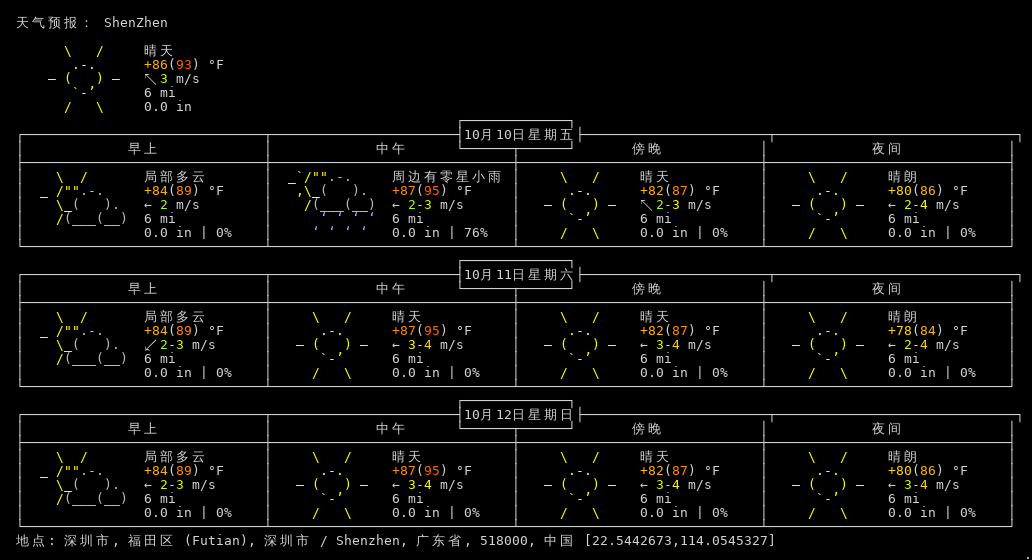 天气预报： ShenZhen
晴天
+86(93) °F
↖ 3 m/s
6 mi
0.0 in
10月10日星期五
早上 中午 傍晚 夜间
局部多云 周边有零星小雨 晴天 晴朗
+84(89) °F +87(95) °F +82(87) °F +80(86) °F
← 2 m/s ← 2-3 m/s ↖ 2-3 m/s ← 2-4 m/s
6 mi 6 mi 6 mi 6 mi
0.0 in | 0% 0.0 in | 76% 0.0 in | 0% 0.0 in | 0%
10月11日星期六
早上 中午 傍晚 夜间
局部多云 晴天 晴天 晴朗
+84(89) °F +87(95) °F +82(87) °F +78(84) °F
↙ 2-3 m/s ← 3-4 m/s ← 3-4 m/s ← 2-4 m/s
6 mi 6 mi 6 mi 6 mi
0.0 in | 0% 0.0 in | 0% 0.0 in | 0% 0.0 in | 0%
10月12日星期日
早上 中午 傍晚 夜间
局部多云 晴天 晴天 晴朗
+84(89) °F +87(95) °F +82(87) °F +80(86) °F
← 2-3 m/s ← 3-4 m/s ← 3-4 m/s ← 3-4 m/s
6 mi 6 mi 6 mi 6 mi
0.0 in | 0% 0.0 in | 0% 0.0 in | 0% 0.0 in | 0%
地点: 深圳市, 福田区 (Futian), 深圳市 / Shenzhen, 广东省, 518000, 中国 [22.5442673,114.0545327]